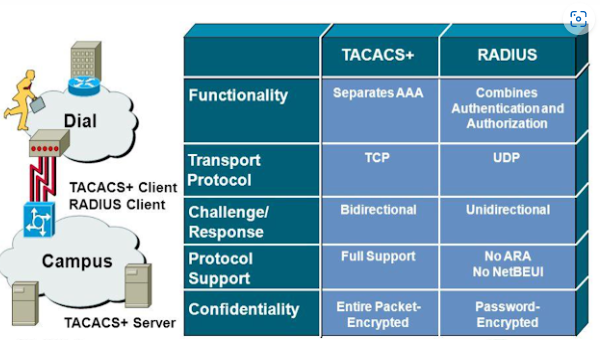 Dial
TACACS+ Client
RADIUS Client
Campus
TACACS+ Server
TACACS+ RADIUS
Functionality Separates AAA Combines
Authentication and
Authorization
Transport TCP UDP
Protocol
Challenge/ Bidirectional Unidirectional
Response
Protocol Full Support No ARA
Support No NetBEUI
Confidentiality Entire Packet- Password-
Encrypted Encrypted